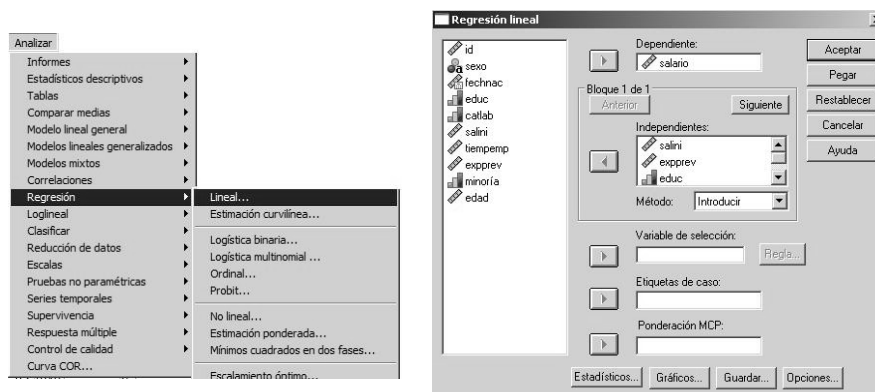 Analizar
Informes
Estadísticos descriptivos
Tablas
Comparar medias
Modelo lineal general
Modelos lineales generalizados
Modelos mixtos
Correlaciones
Regresión
Loglineal
Clasificar
Reducción de datos
Escalas
Pruebas no paramétricas
Series temporales
Supervivencia
Respuesta múltiple
Control de calidad
Curva COR...
Lineal...
Estimación curvilínea...
Logística binaria...
Logística multinomial ...
Ordinal...
Probit...
No lineal...
Estimación ponderada...
Mínimos cuadrados en dos fases...
Escalamiento óptimo...
Regresión lineal
id
sexo
fechnac
educ
catlab
salini
tiempemp
expprev
minoría
edad
Dependiente:
salario
Bloque 1 de 1
Anterior
Siguiente
Independientes:
salini
expprev
educ
Método:
Introducir
Variable de selección:
Regla...
Etiquetas de caso:
Ponderación MCP:
Aceptar
Pegar
Restablecer
Cancelar
Ayuda
Estadísticos...
Gráficos...
Guardar...
Opciones...